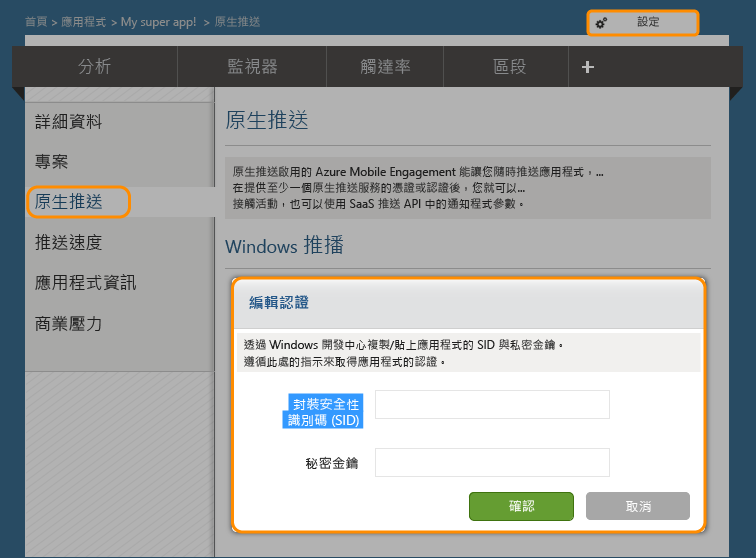 首頁 > 應用程式 > My super app! > 原生推送
設定
分析 監視器 觸達率 區段 +
詳細資料
專案
原生推送
推送速度
應用程式資訊
商業壓力
原生推送
原生推送啟用的 Azure Mobile Engagement 能讓您隨時推送應用程式，...
在提供至少一個原生推送服務的憑證或認證後，您就可以...
接觸活動，也可以使用 SaaS 推送 API 中的通知程式參數。
Windows 推播
編輯認證
透過 Windows 開發中心複製/貼上應用程式的 SID 與私密金鑰。
遵循此處的指示來取得應用程式的認證。
封裝安全性
識別碼 (SID)
秘密金鑰
確認 取消